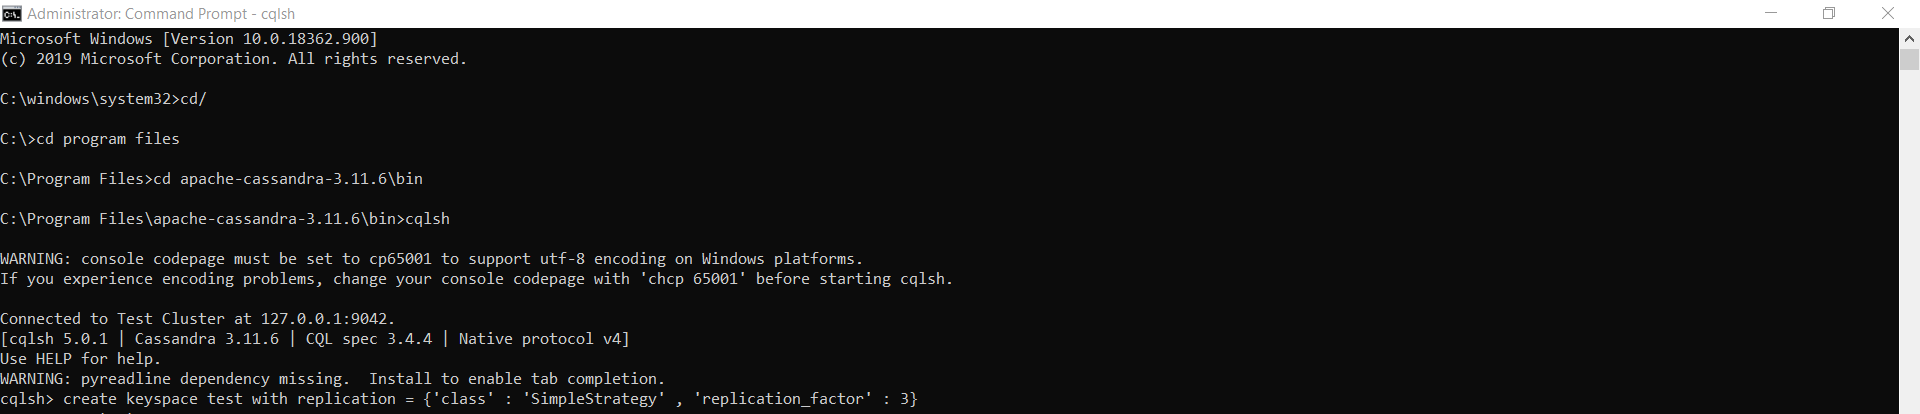 Administrator: Command Prompt - cqlsh
Microsoft Windows [Version 10.0.18362.900]
(c) 2019 Microsoft Corporation. All rights reserved.
C:\windows\system32>cd/
C:\>cd program files
C:\Program Files>cd apache-cassandra-3.11.6\bin
C:\Program Files\apache-cassandra-3.11.6\bin>cqlsh
WARNING: console codepage must be set to cp65001 to support utf-8 encoding on Windows platforms.
If you experience encoding problems, change your console codepage with 'chcp 65001' before starting cqlsh.
Connected to Test Cluster at 127.0.0.1:9042.
[cqlsh 5.0.1 | Cassandra 3.11.6 | CQL spec 3.4.4 | Native protocol v4]
Use HELP for help.
WARNING: pyreadline dependency missing.  Install to enable tab completion.
cqlsh> create keyspace test with replication = {'class' : 'SimpleStrategy' , 'replication_factor' : 3}